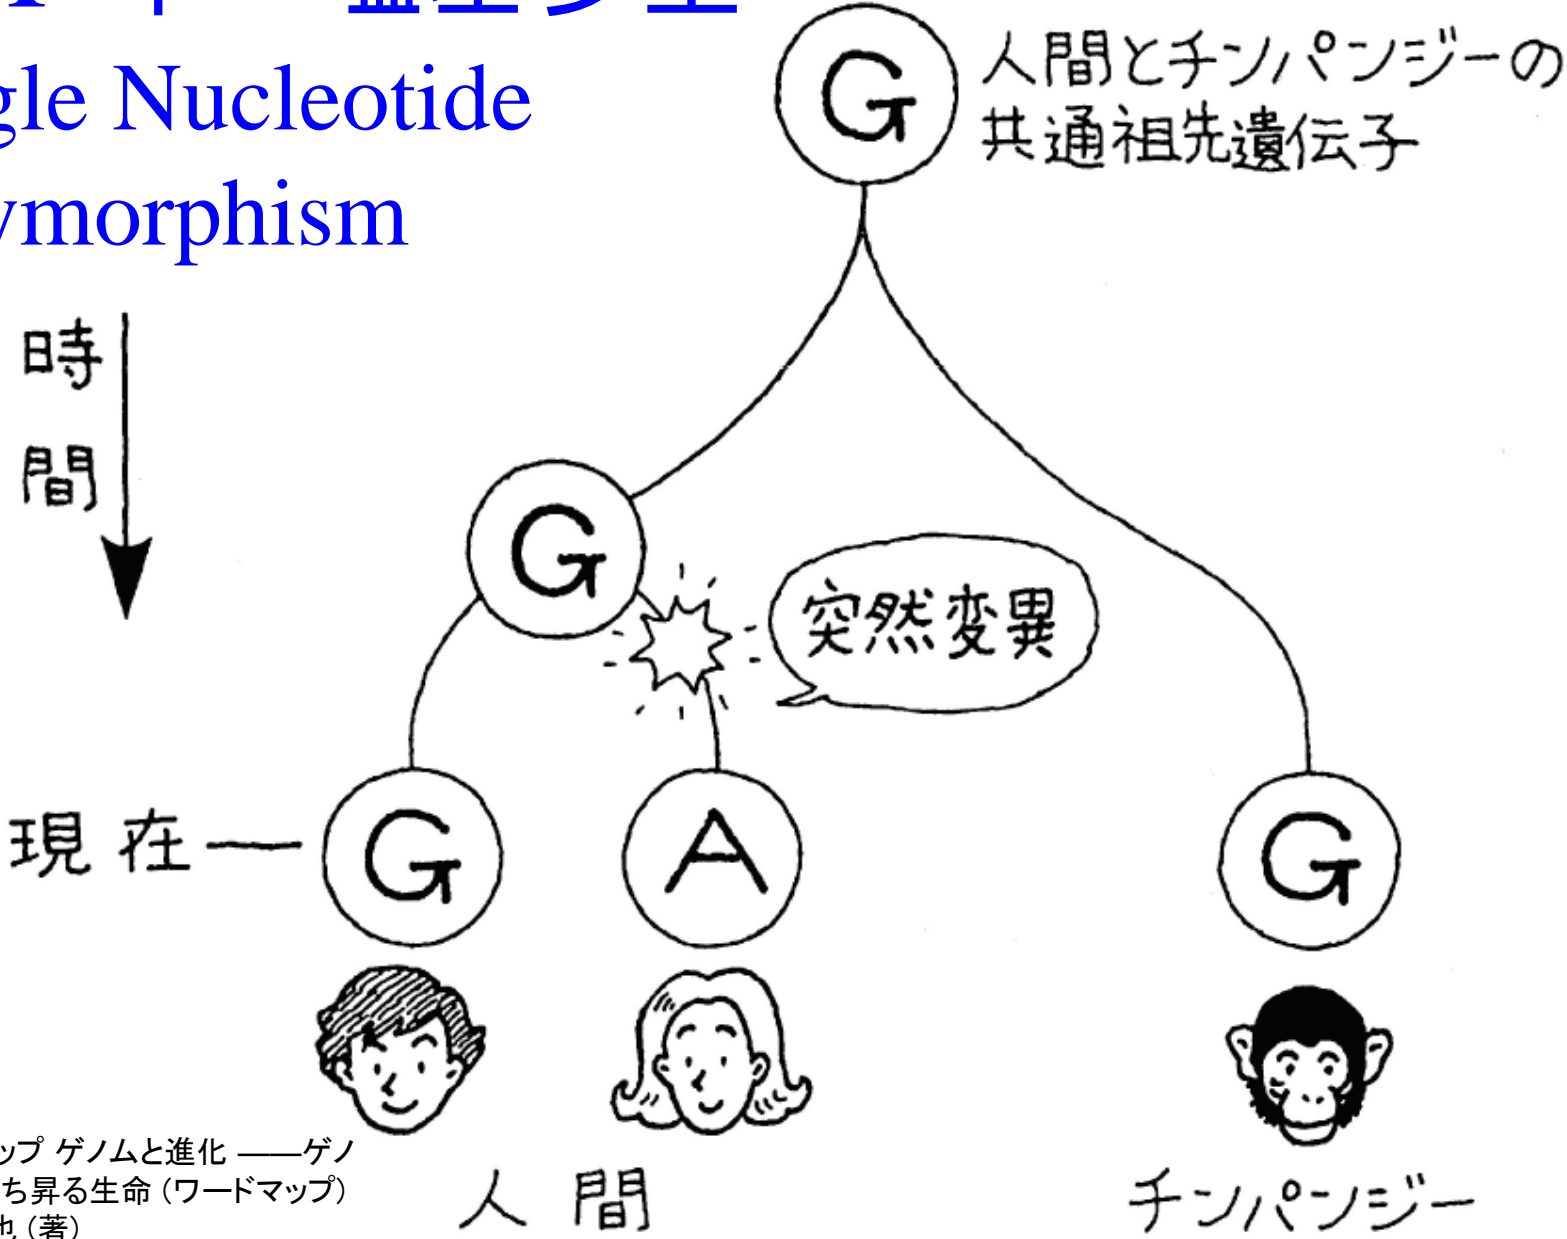 gle Nucleotide
ymorphism
G
人間とチンパンジーの
共通祖先遺伝子
時間
G
突然変異
現在
G
A
G
人間
チンパンジー
ップ ゲノムと進化 ――ゲノ
ち昇る生命 (ワードマップ)
也 (著)